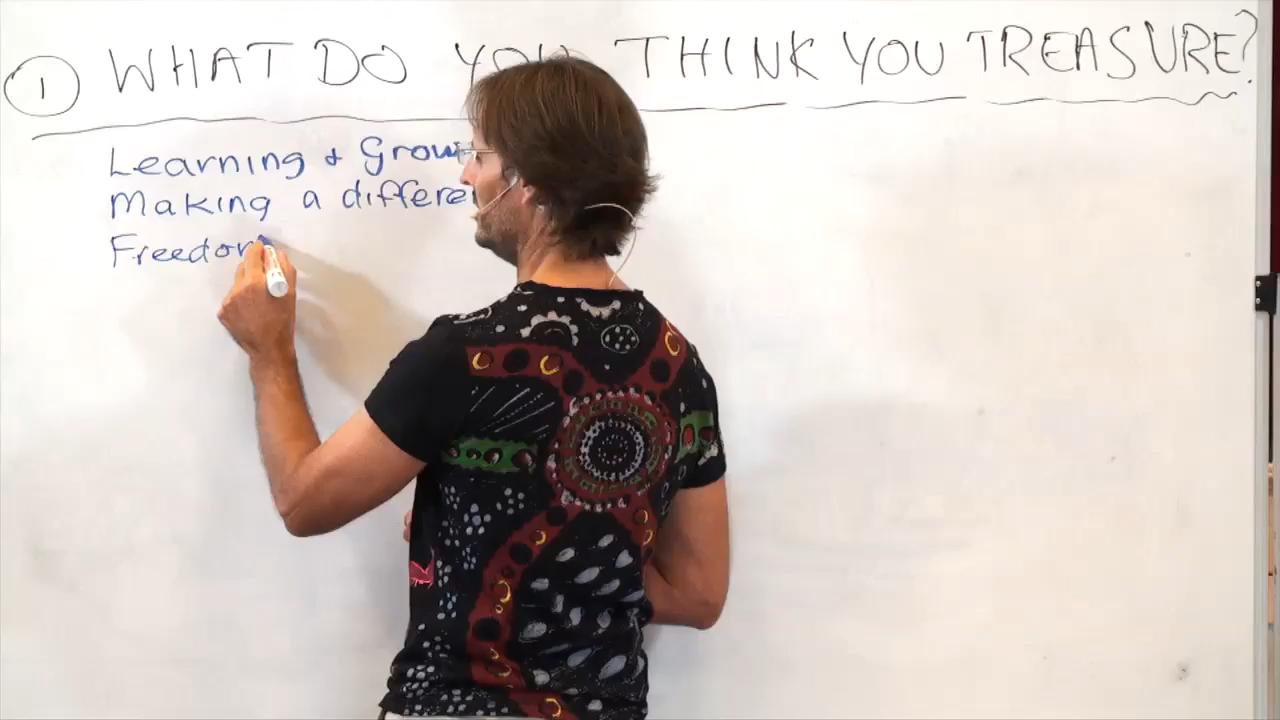 ① WHAT DO YOU THINK YOU TREASURE?
Learning & Grow
Making a differe
Freedom